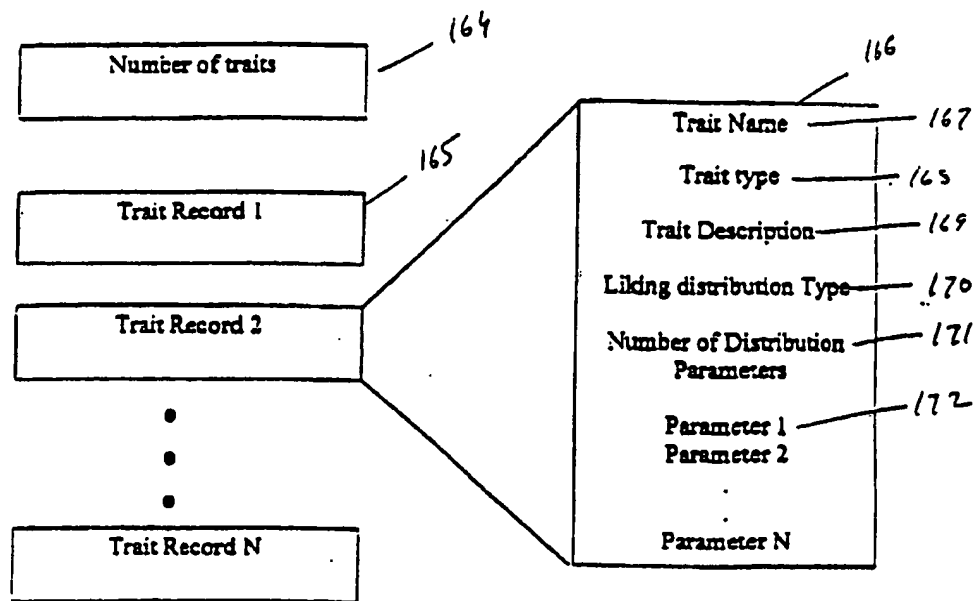 Number of traits
164
Trait Record 1
165
Trait Record 2
Trait Record N
166
Trait Name 167
Trait type 165
Trait Description 169
Liking distribution Type 170
Number of Distribution 171
Parameters
Parameter 1 172
Parameter 2
Parameter N